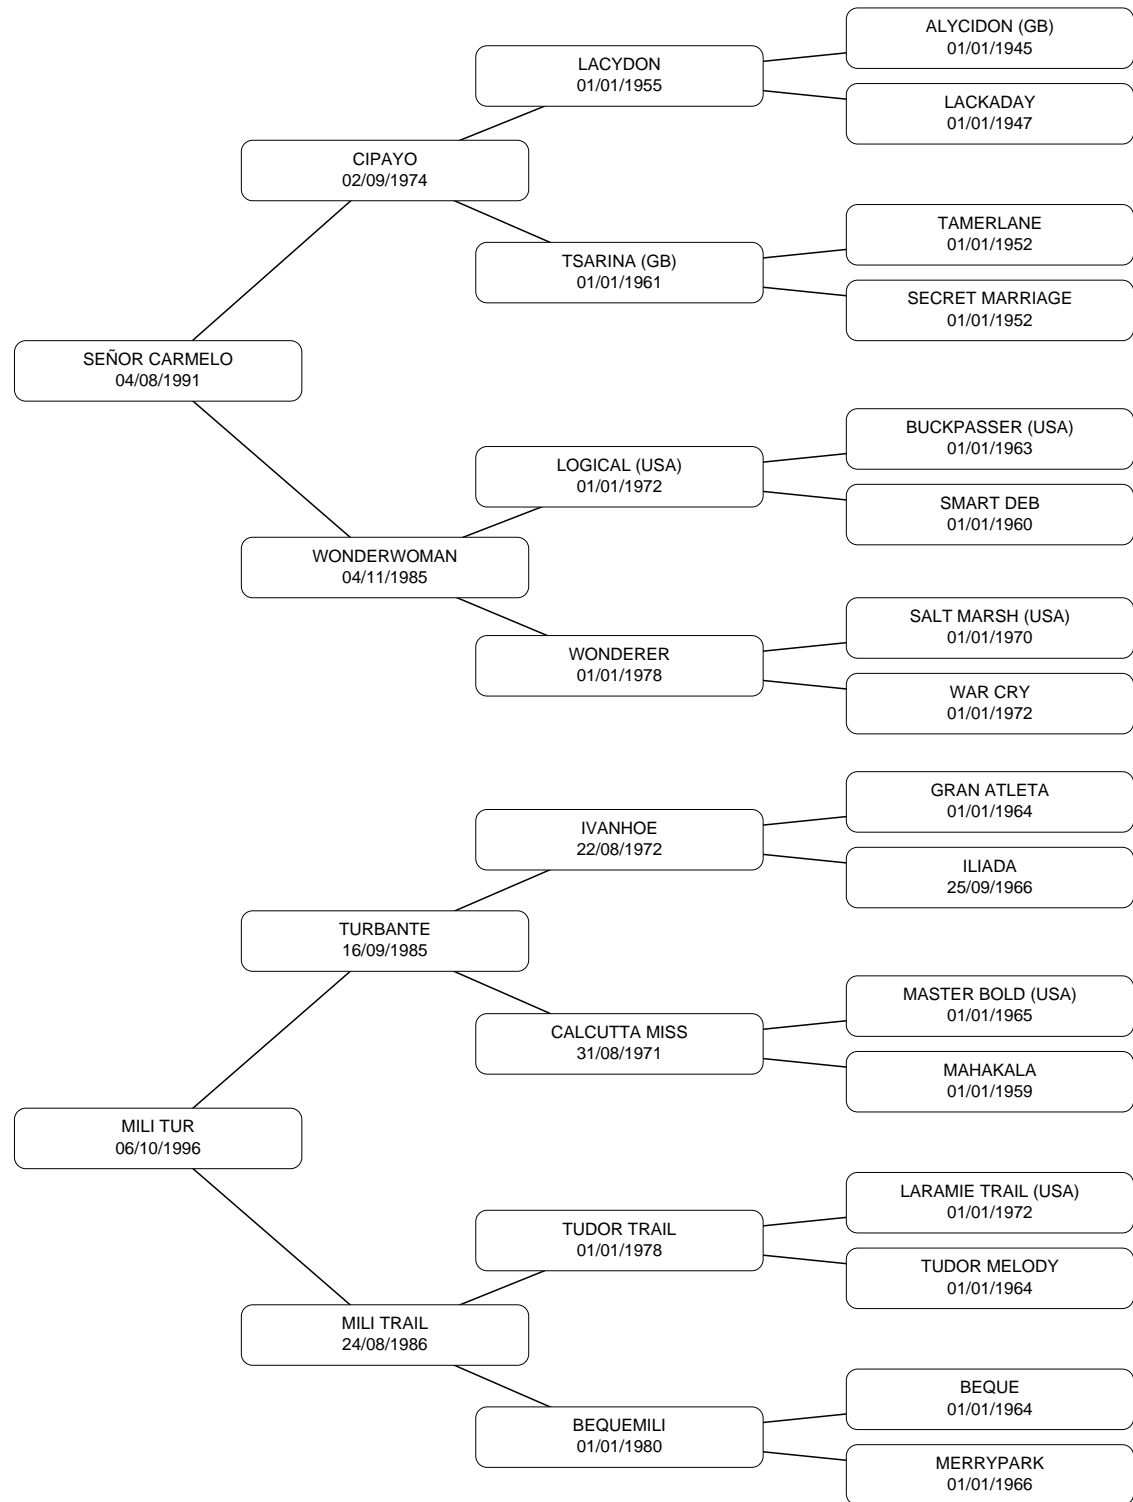 ALYCIDON (GB)
01/01/1945
LACYDON
01/01/1955
LACKADAY
01/01/1947
CIPAYO
02/09/1974
TAMERLANE
01/01/1952
TSARINA (GB)
01/01/1961
SECRET MARRIAGE
01/01/1952
SEÑOR CARMELO
04/08/1991
BUCKPASSER (USA)
01/01/1963
LOGICAL (USA)
01/01/1972
SMART DEB
01/01/1960
WONDERWOMAN
04/11/1985
SALT MARSH (USA)
01/01/1970
WONDERER
01/01/1978
WAR CRY
01/01/1972
GRAN ATLETA
01/01/1964
IVANHOE
22/08/1972
ILIADA
25/09/1966
TURBANTE
16/09/1985
MASTER BOLD (USA)
01/01/1965
CALCUTTA MISS
31/08/1971
MAHAKALA
01/01/1959
MILI TUR
06/10/1996
LARAMIE TRAIL (USA)
01/01/1972
TUDOR TRAIL
01/01/1978
TUDOR MELODY
01/01/1964
MILI TRAIL
24/08/1986
BEQUE
01/01/1964
BEQUEMILI
01/01/1980
MERRYPARK
01/01/1966